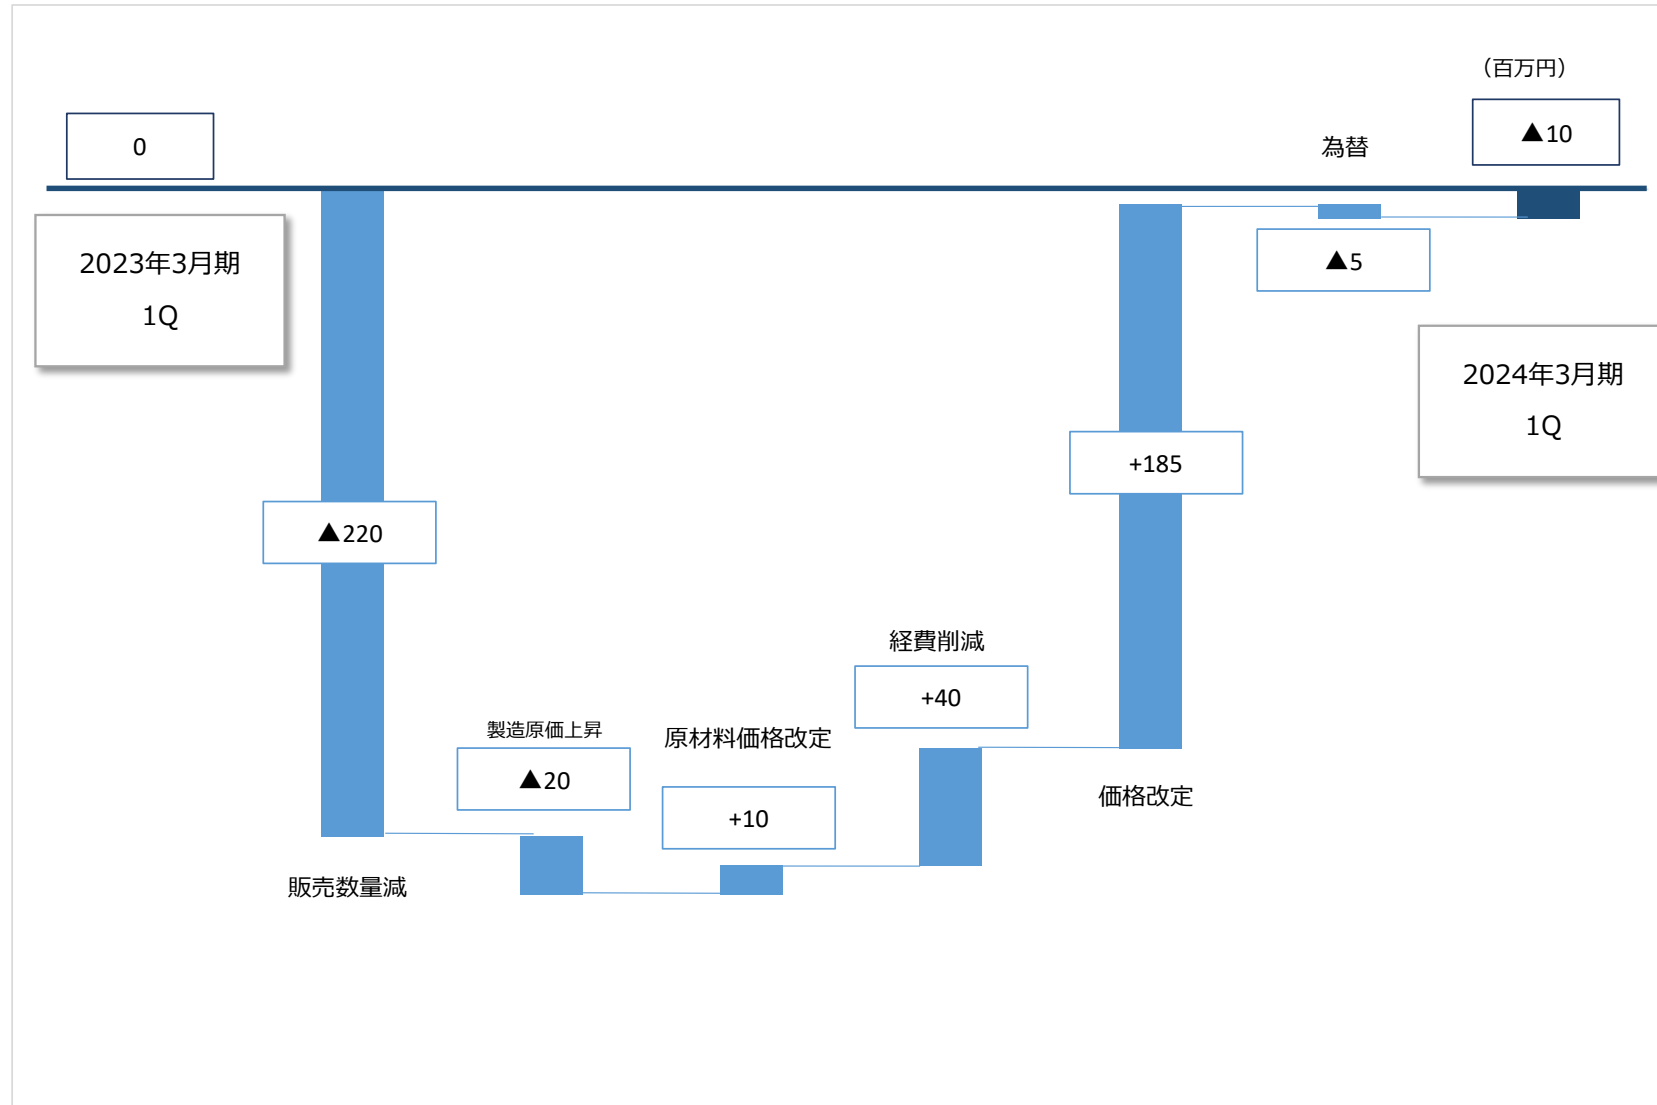 （百万円）
0
為替
▲10
2023年3月期
1Q
▲5
2024年3月期
1Q
+185
▲220
経費削減
+40
製造原価上昇
▲20
原材料価格改定
+10
価格改定
販売数量減